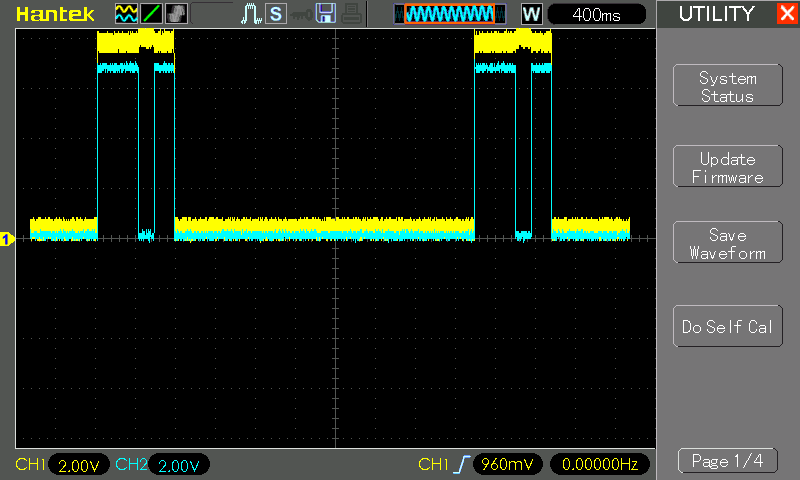 Hantek
S
W
400ms
UTILITY
X
System
Status
Update
Firmware
Save
Waveform
Do Self Cal
Page 1/4
1
CH1 2.00V CH2 2.00V CH1 960mV 0.00000Hz